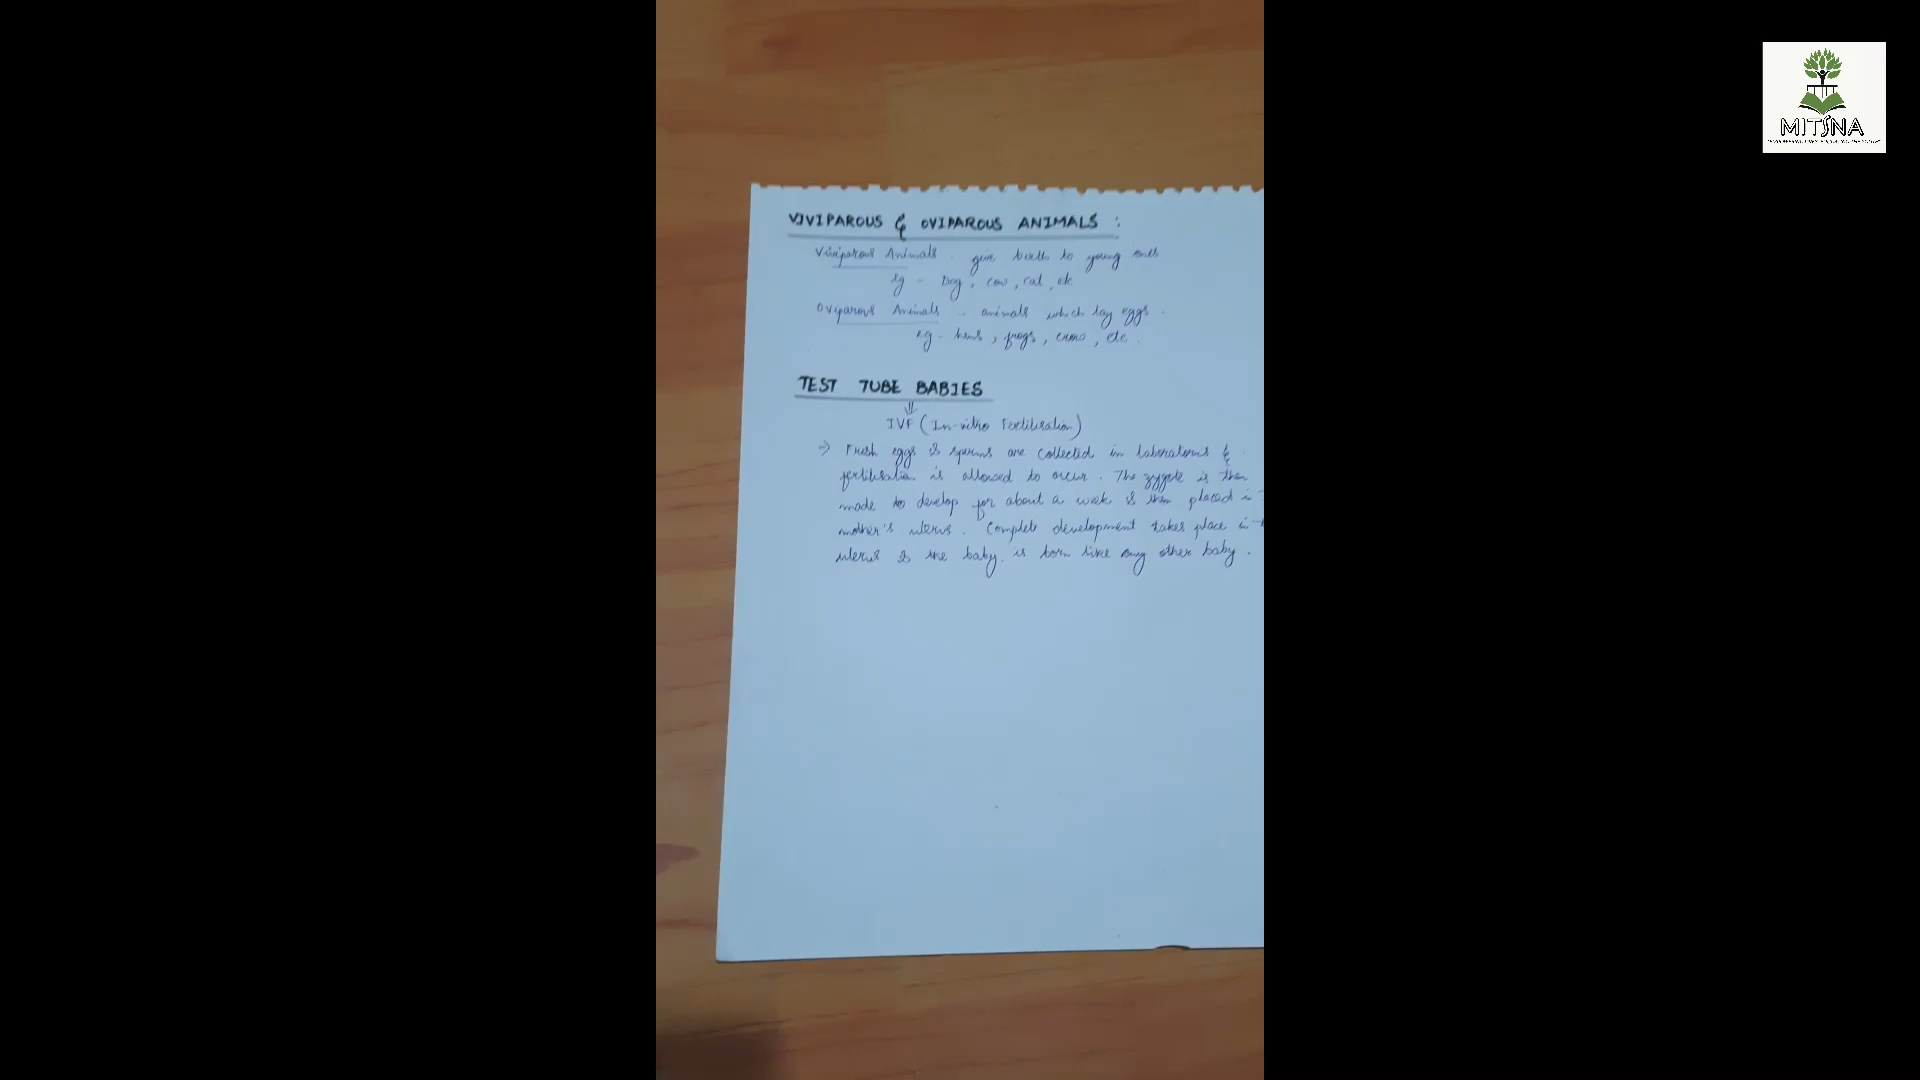 VIVIPAROUS & OVIPAROUS ANIMALS :
Viviparous Animals - give birth to young ones
eg - Dog, cow, cat, etc
Oviparous Animals - animals which lay eggs.
eg - hens, frogs, crows, etc.
TEST TUBE BABIES
⇓
IVF (In-vitro Fertilisation)
→ Fresh eggs & sperms are collected in laboratories &
fertilisation is allowed to occur. The zygote is then
made to develop for about a week & then placed
mother's uterus. Complete development takes place
uterus & the baby is born like any other baby.
MITSNA